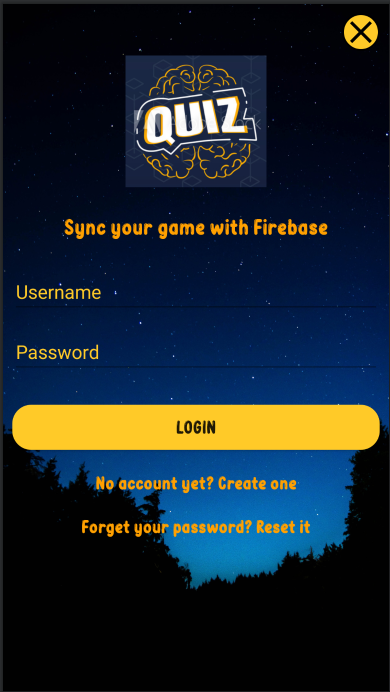 QUIZ
Sync your game with Firebase
Username
Password
LOGIN
No account yet? Create one
Forget your password? Reset it